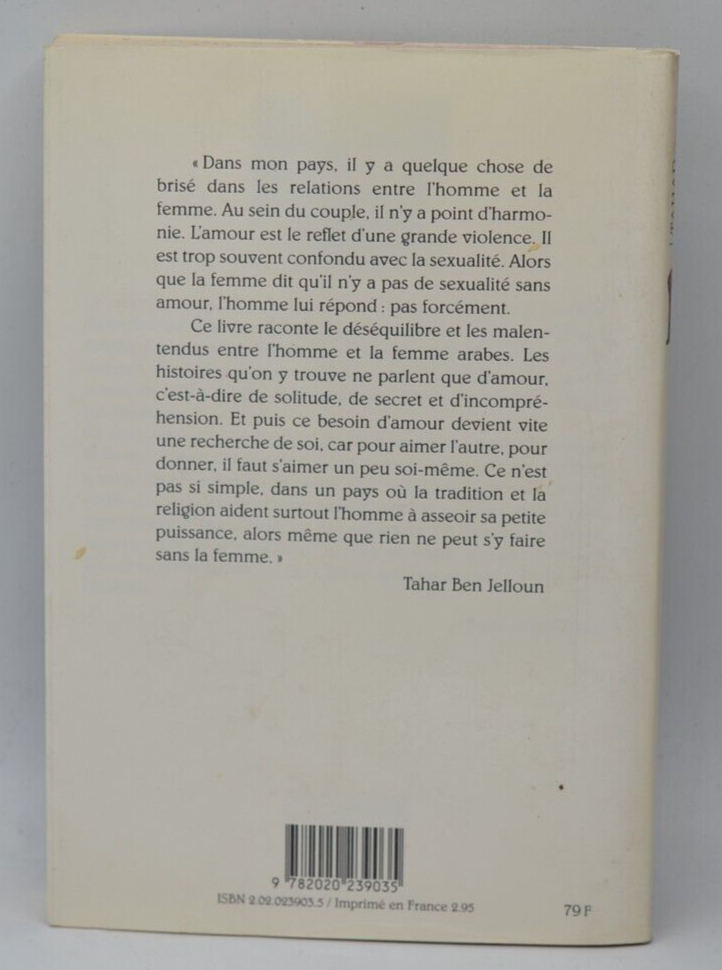 « Dans mon pays, il y a quelque chose de
brisé dans les relations entre l'homme et la
femme. Au sein du couple, il n'y a point d'harmo-
nie. L'amour est le reflet d'une grande violence. Il
est trop souvent confondu avec la sexualité. Alors
que la femme dit qu'il n'y a pas de sexualité sans
amour, l'homme lui répond : pas forcément.
Ce livre raconte le déséquilibre et les malen-
tendus entre l'homme et la femme arabes. Les
histoires qu'on y trouve ne parlent que d'amour,
c'est-à-dire de solitude, de secret et d'incompré-
hension. Et puis ce besoin d'amour devient vite
une recherche de soi, car pour aimer l'autre, pour
donner, il faut s'aimer un peu soi-même. Ce n'est
pas si simple, dans un pays où la tradition et la
religion aident surtout l'homme à asseoir sa petite
puissance, alors même que rien ne peut s'y faire
sans la femme. »
Tahar Ben Jelloun
9 782020 239035
ISBN 2.02.023903.5 / Imprimé en France 2.95
79 F